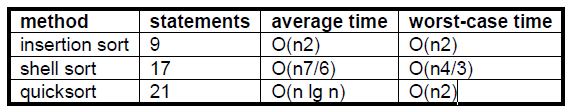 method statements average time worst-case time
insertion sort 9 O(n2) O(n2)
shell sort 17 O(n7/6) O(n4/3)
quicksort 21 O(n lg n) O(n2)